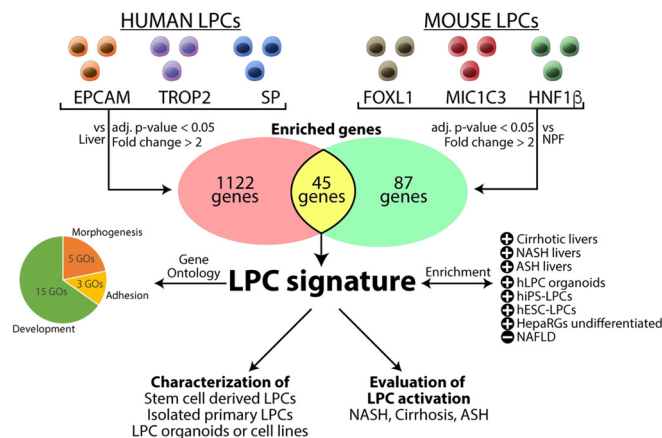 HUMAN LPCs
MOUSE LPCs
EPCAM TROP2 SP
FOXL1 MIC1C3 HNF1β
vs
Liver
adj. p-value < 0.05
Fold change > 2
Enriched genes
adj. p-value < 0.05
Fold change > 2
vs
NPF
1122
genes
45
genes
87
genes
Morphogenesis
5 GOs
3 GOs
15 GOs
Adhesion
Development
Gene
Ontology
LPC signature
Enrichment
+ Cirrhotic livers
+ NASH livers
+ ASH livers
+ hLPC organoids
+ hiPS-LPCs
+ hESC-LPCs
+ HepaRGs undifferentiated
− NAFLD
Characterization of
Stem cell derived LPCs
Isolated primary LPCs
LPC organoids or cell lines
Evaluation of
LPC activation
NASH, Cirrhosis, ASH